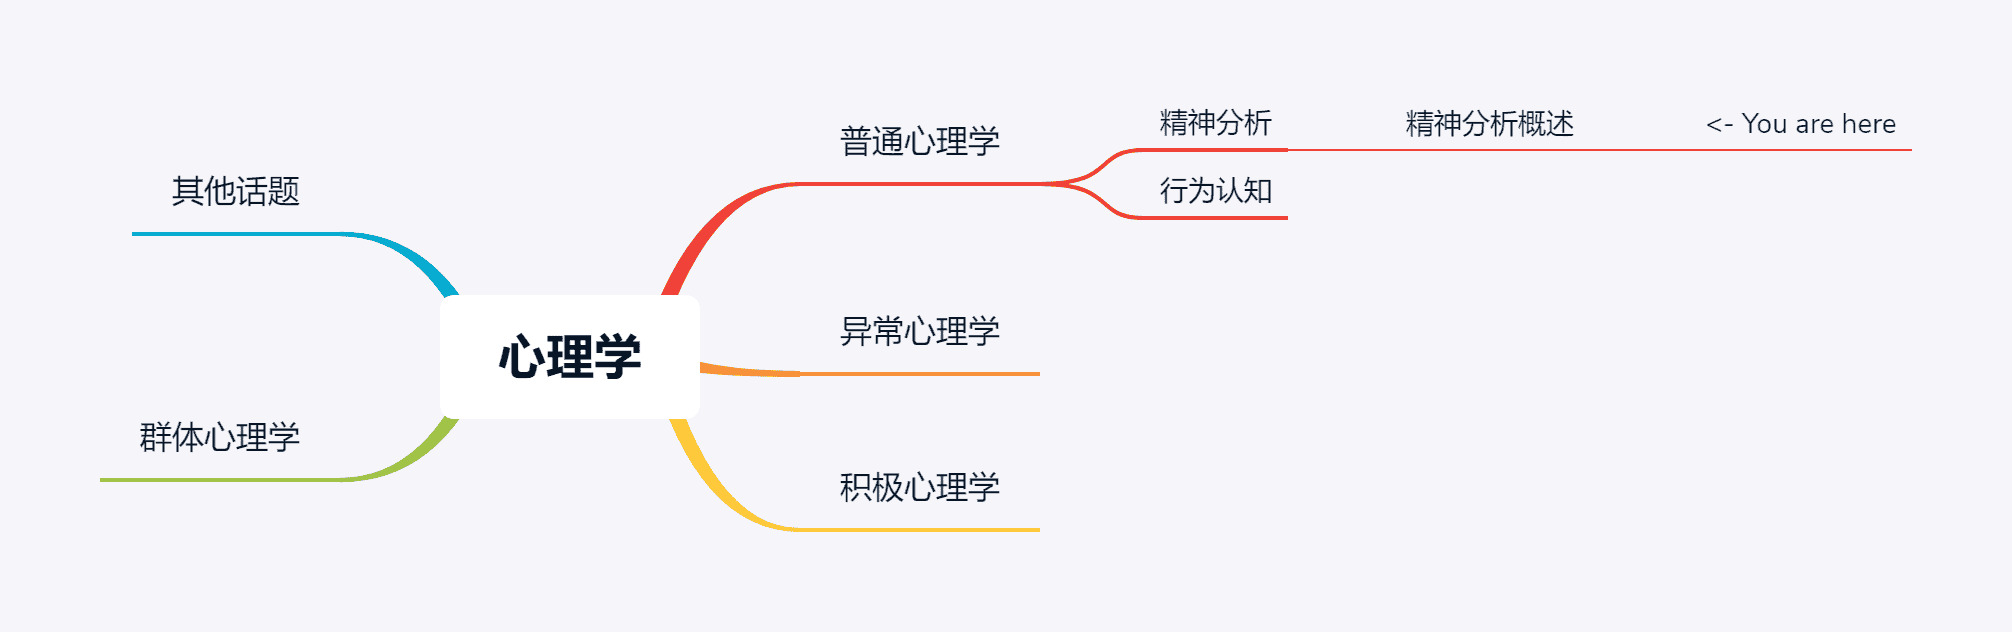 心理学
普通心理学
精神分析
精神分析概述
<- You are here
行为认知
异常心理学
积极心理学
其他话题
群体心理学